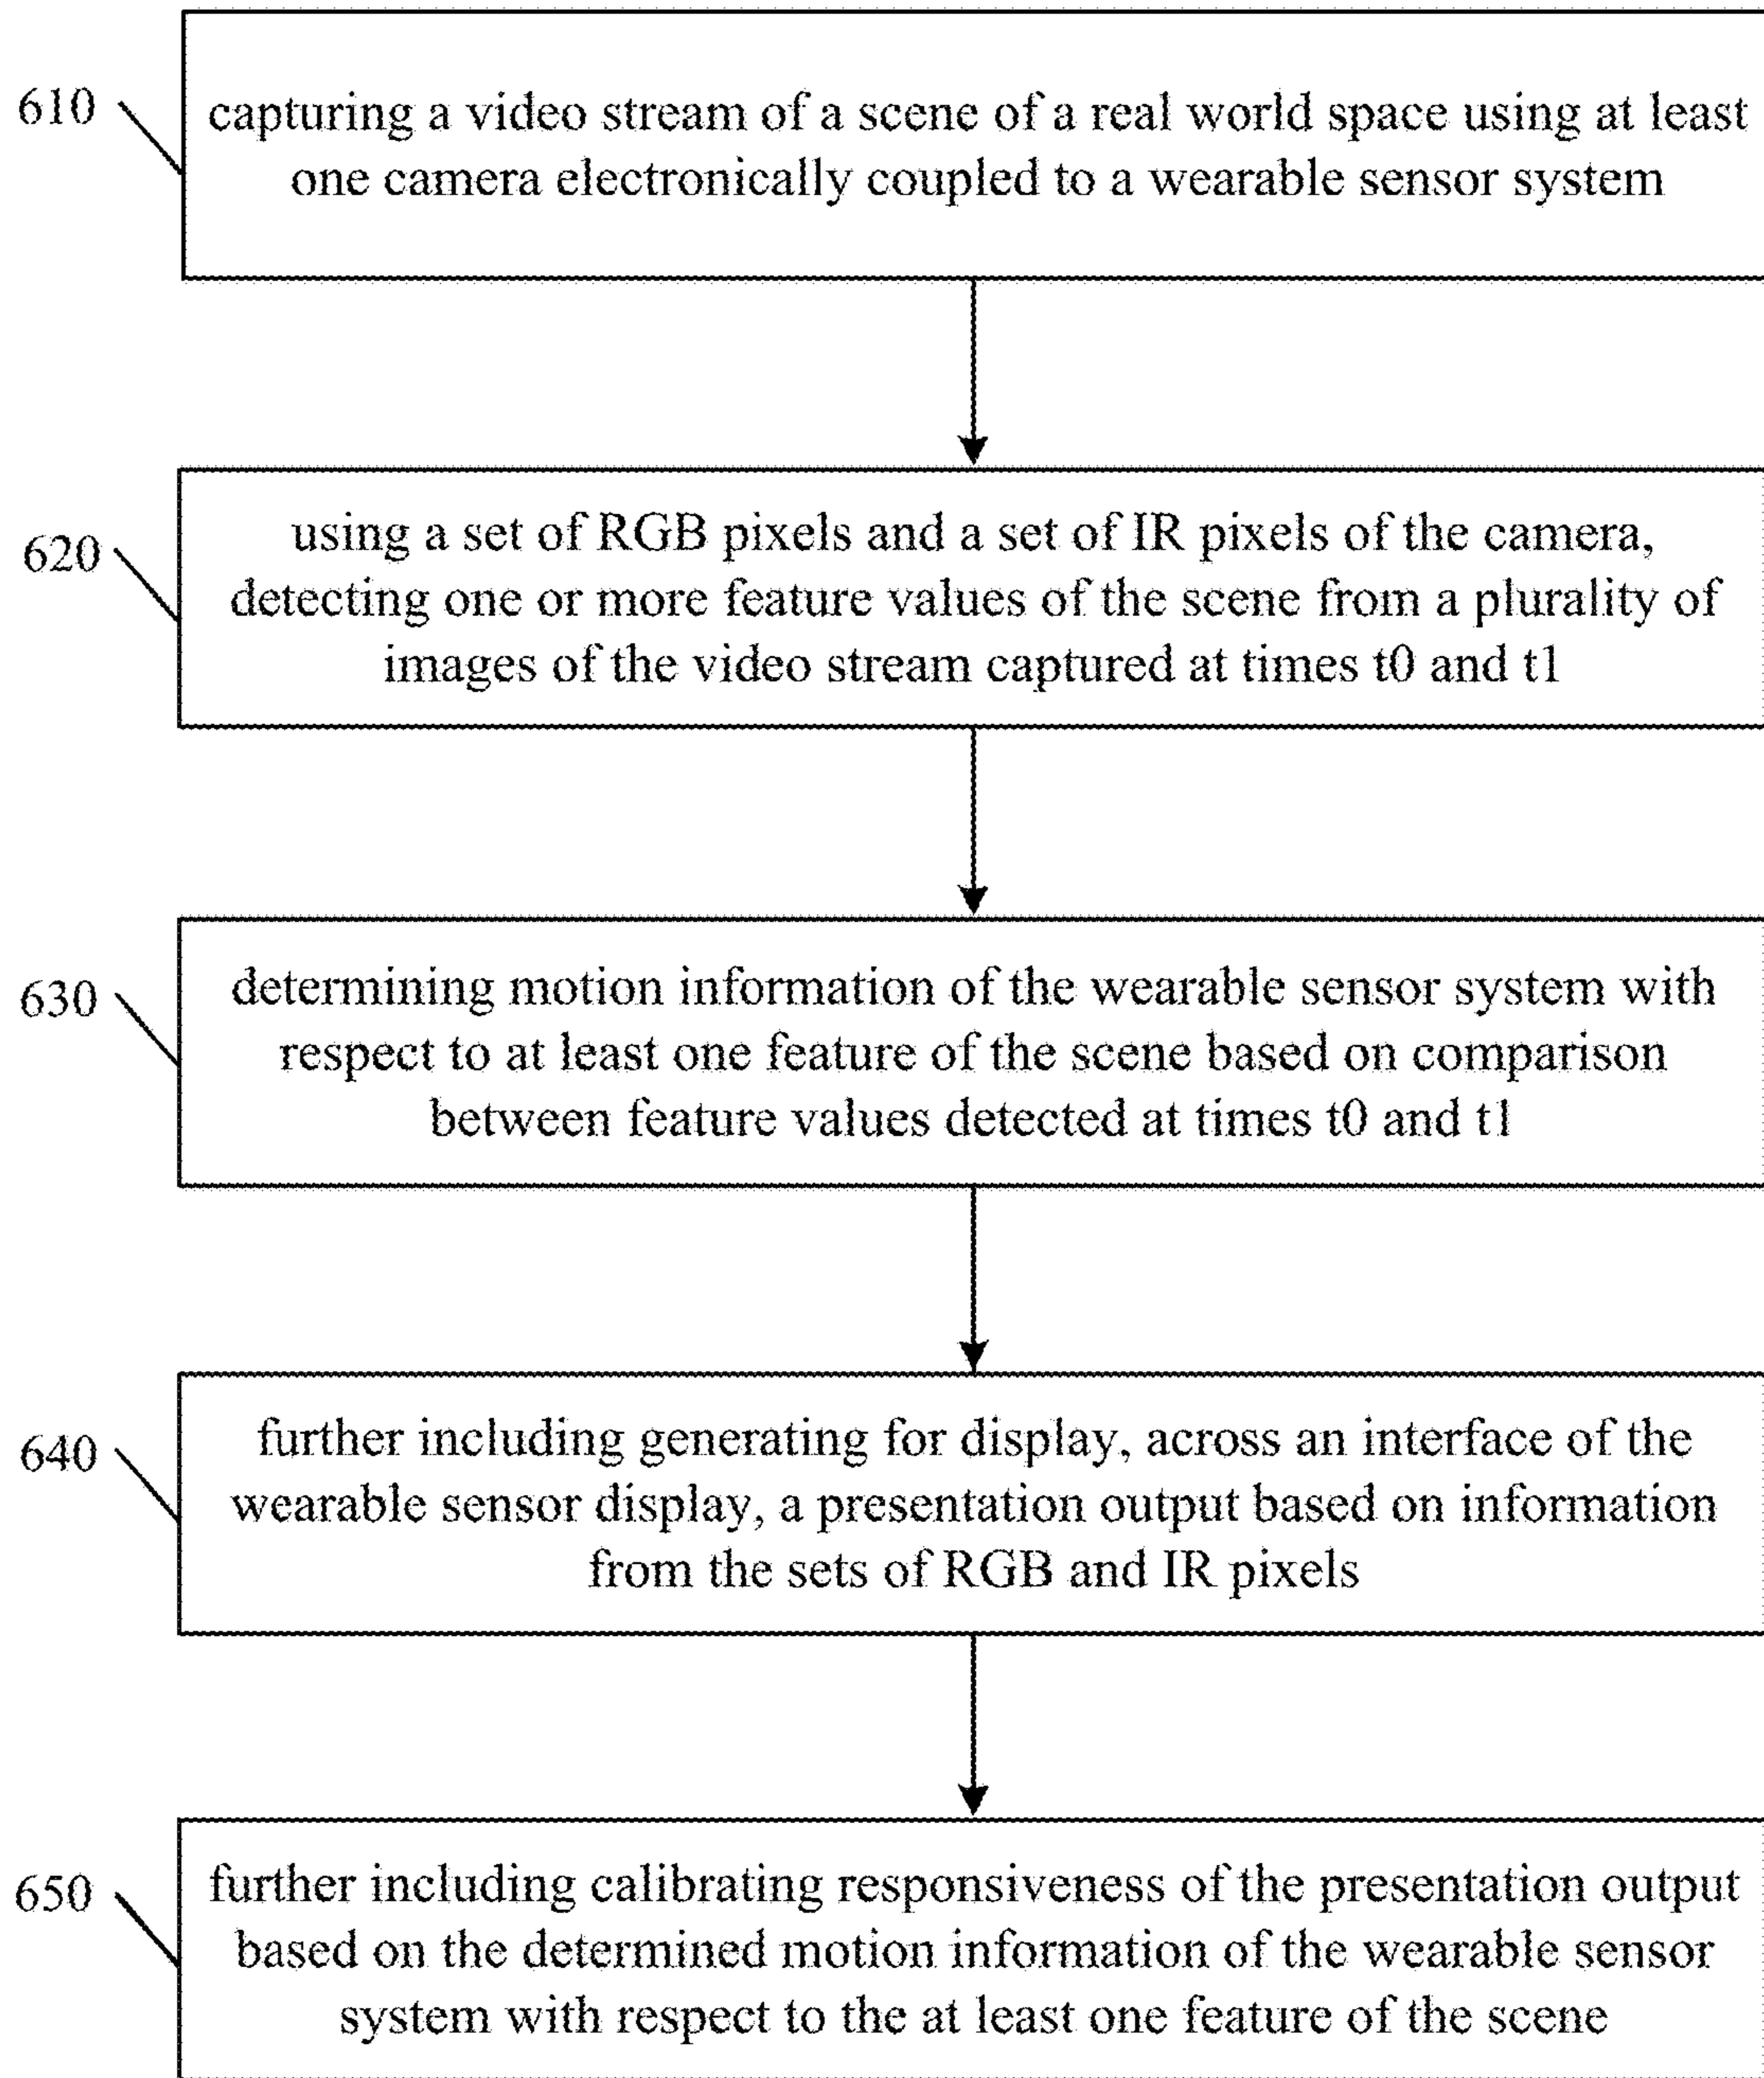 610
capturing a video stream of a scene of a real world space using at least
one camera electronically coupled to a wearable sensor system
620
using a set of RGB pixels and a set of IR pixels of the camera,
detecting one or more feature values of the scene from a plurality of
images of the video stream captured at times t0 and t1
630
determining motion information of the wearable sensor system with
respect to at least one feature of the scene based on comparison
between feature values detected at times t0 and t1
640
further including generating for display, across an interface of the
wearable sensor display, a presentation output based on information
from the sets of RGB and IR pixels
650
further including calibrating responsiveness of the presentation output
based on the determined motion information of the wearable sensor
system with respect to the at least one feature of the scene